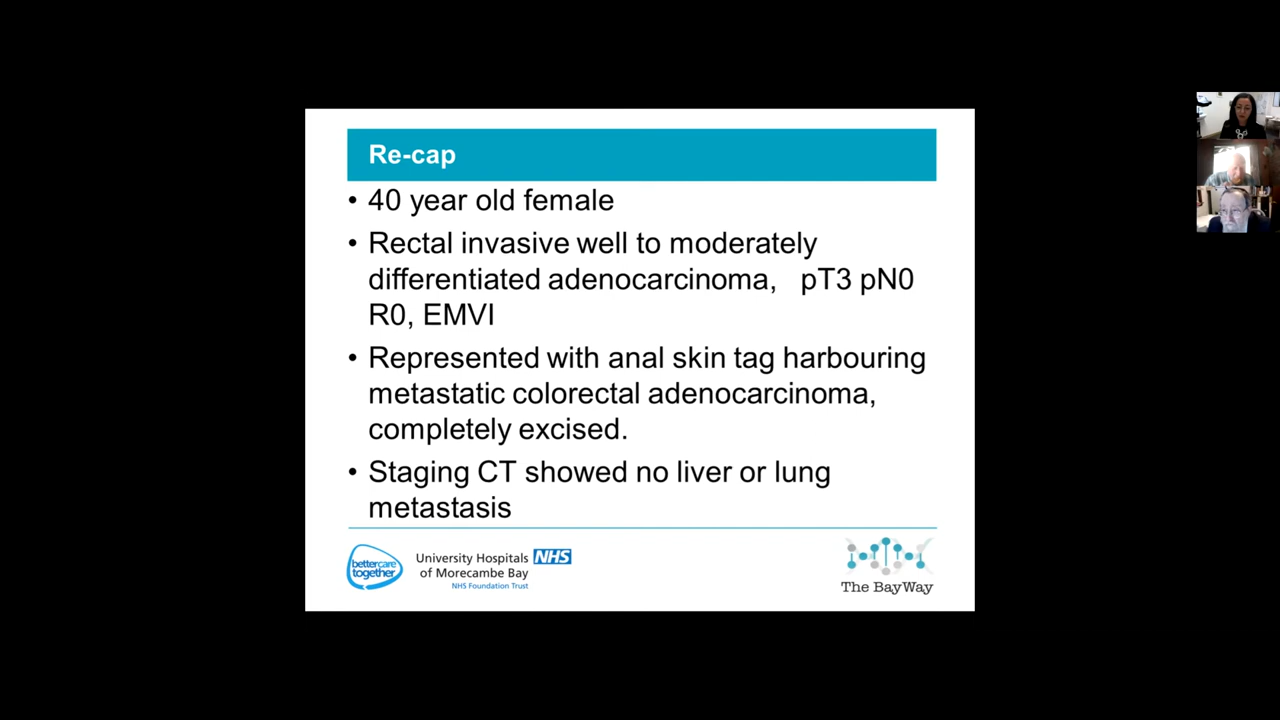 Re-cap
• 40 year old female
• Rectal invasive well to moderately
differentiated adenocarcinoma, pT3 pN0
R0, EMVI
• Represented with anal skin tag harbouring
metastatic colorectal adenocarcinoma,
completely excised.
• Staging CT showed no liver or lung
metastasis
bettercare
together
University Hospitals NHS
of Morecambe Bay
NHS Foundation Trust
The BayWay